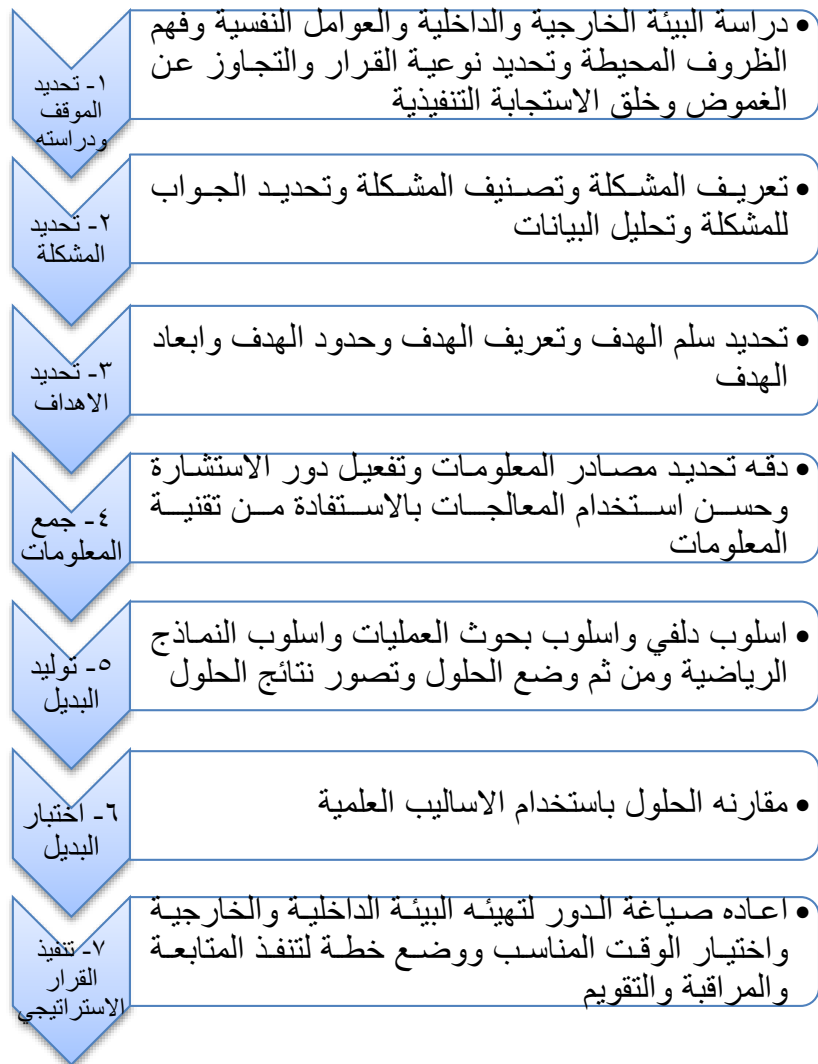 ١- تحديد
الموقف
ودراسته
• دراسة البيئة الخارجية والداخلية والعوامل النفسية وفهم
الظروف المحيطة وتحديد نوعية القرار والتجاوز عن
الغموض وخلق الاستجابة التنفيذية
٢- تحديد
المشكلة
• تعريف المشكلة وتصنيف المشكلة وتحديد الجواب
للمشكلة وتحليل البيانات
٣- تحديد
الاهداف
• تحديد سلم الهدف وتعريف الهدف وحدود الهدف وابعاد
الهدف
٤- جمع
المعلومات
• دقه تحديد مصادر المعلومات وتفعيل دور الاستشارة
وحسن استخدام المعالجات بالاستفادة من تقنية
المعلومات
٥- توليد
البديل
• اسلوب دلفي واسلوب بحوث العمليات واسلوب النماذج
الرياضية ومن ثم وضع الحلول وتصور نتائج الحلول
٦- اختبار
البديل
• مقارنه الحلول باستخدام الاساليب العلمية
٧- تنفيذ
القرار
الاستراتيجي
• اعاده صياغة الدور لتهيئه البيئة الداخلية والخارجية
واختيار الوقت المناسب ووضع خطة لتنفذ المتابعة
والمراقبة والتقويم